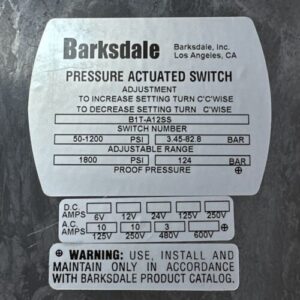 Barksdale
Barksdale, Inc.
Los Angeles, CA
PRESSURE ACTUATED SWITCH
ADJUSTMENT
TO INCREASE SETTING TURN C'C'WISE
TO DECREASE SETTING TURN C'WISE
B1T-A12SS
SWITCH NUMBER
50-1200 PSI 3.45-82.8 BAR
ADJUSTABLE RANGE
1800 PSI 124 BAR
PROOF PRESSURE
D.C. AMPS
6V 12V 24V 125V 250V
A.C. AMPS 10 10 3
125V 250V 480V 600V
WARNING: USE, INSTALL AND
MAINTAIN ONLY IN ACCORDANCE
WITH BARKSDALE PRODUCT CATALOG.